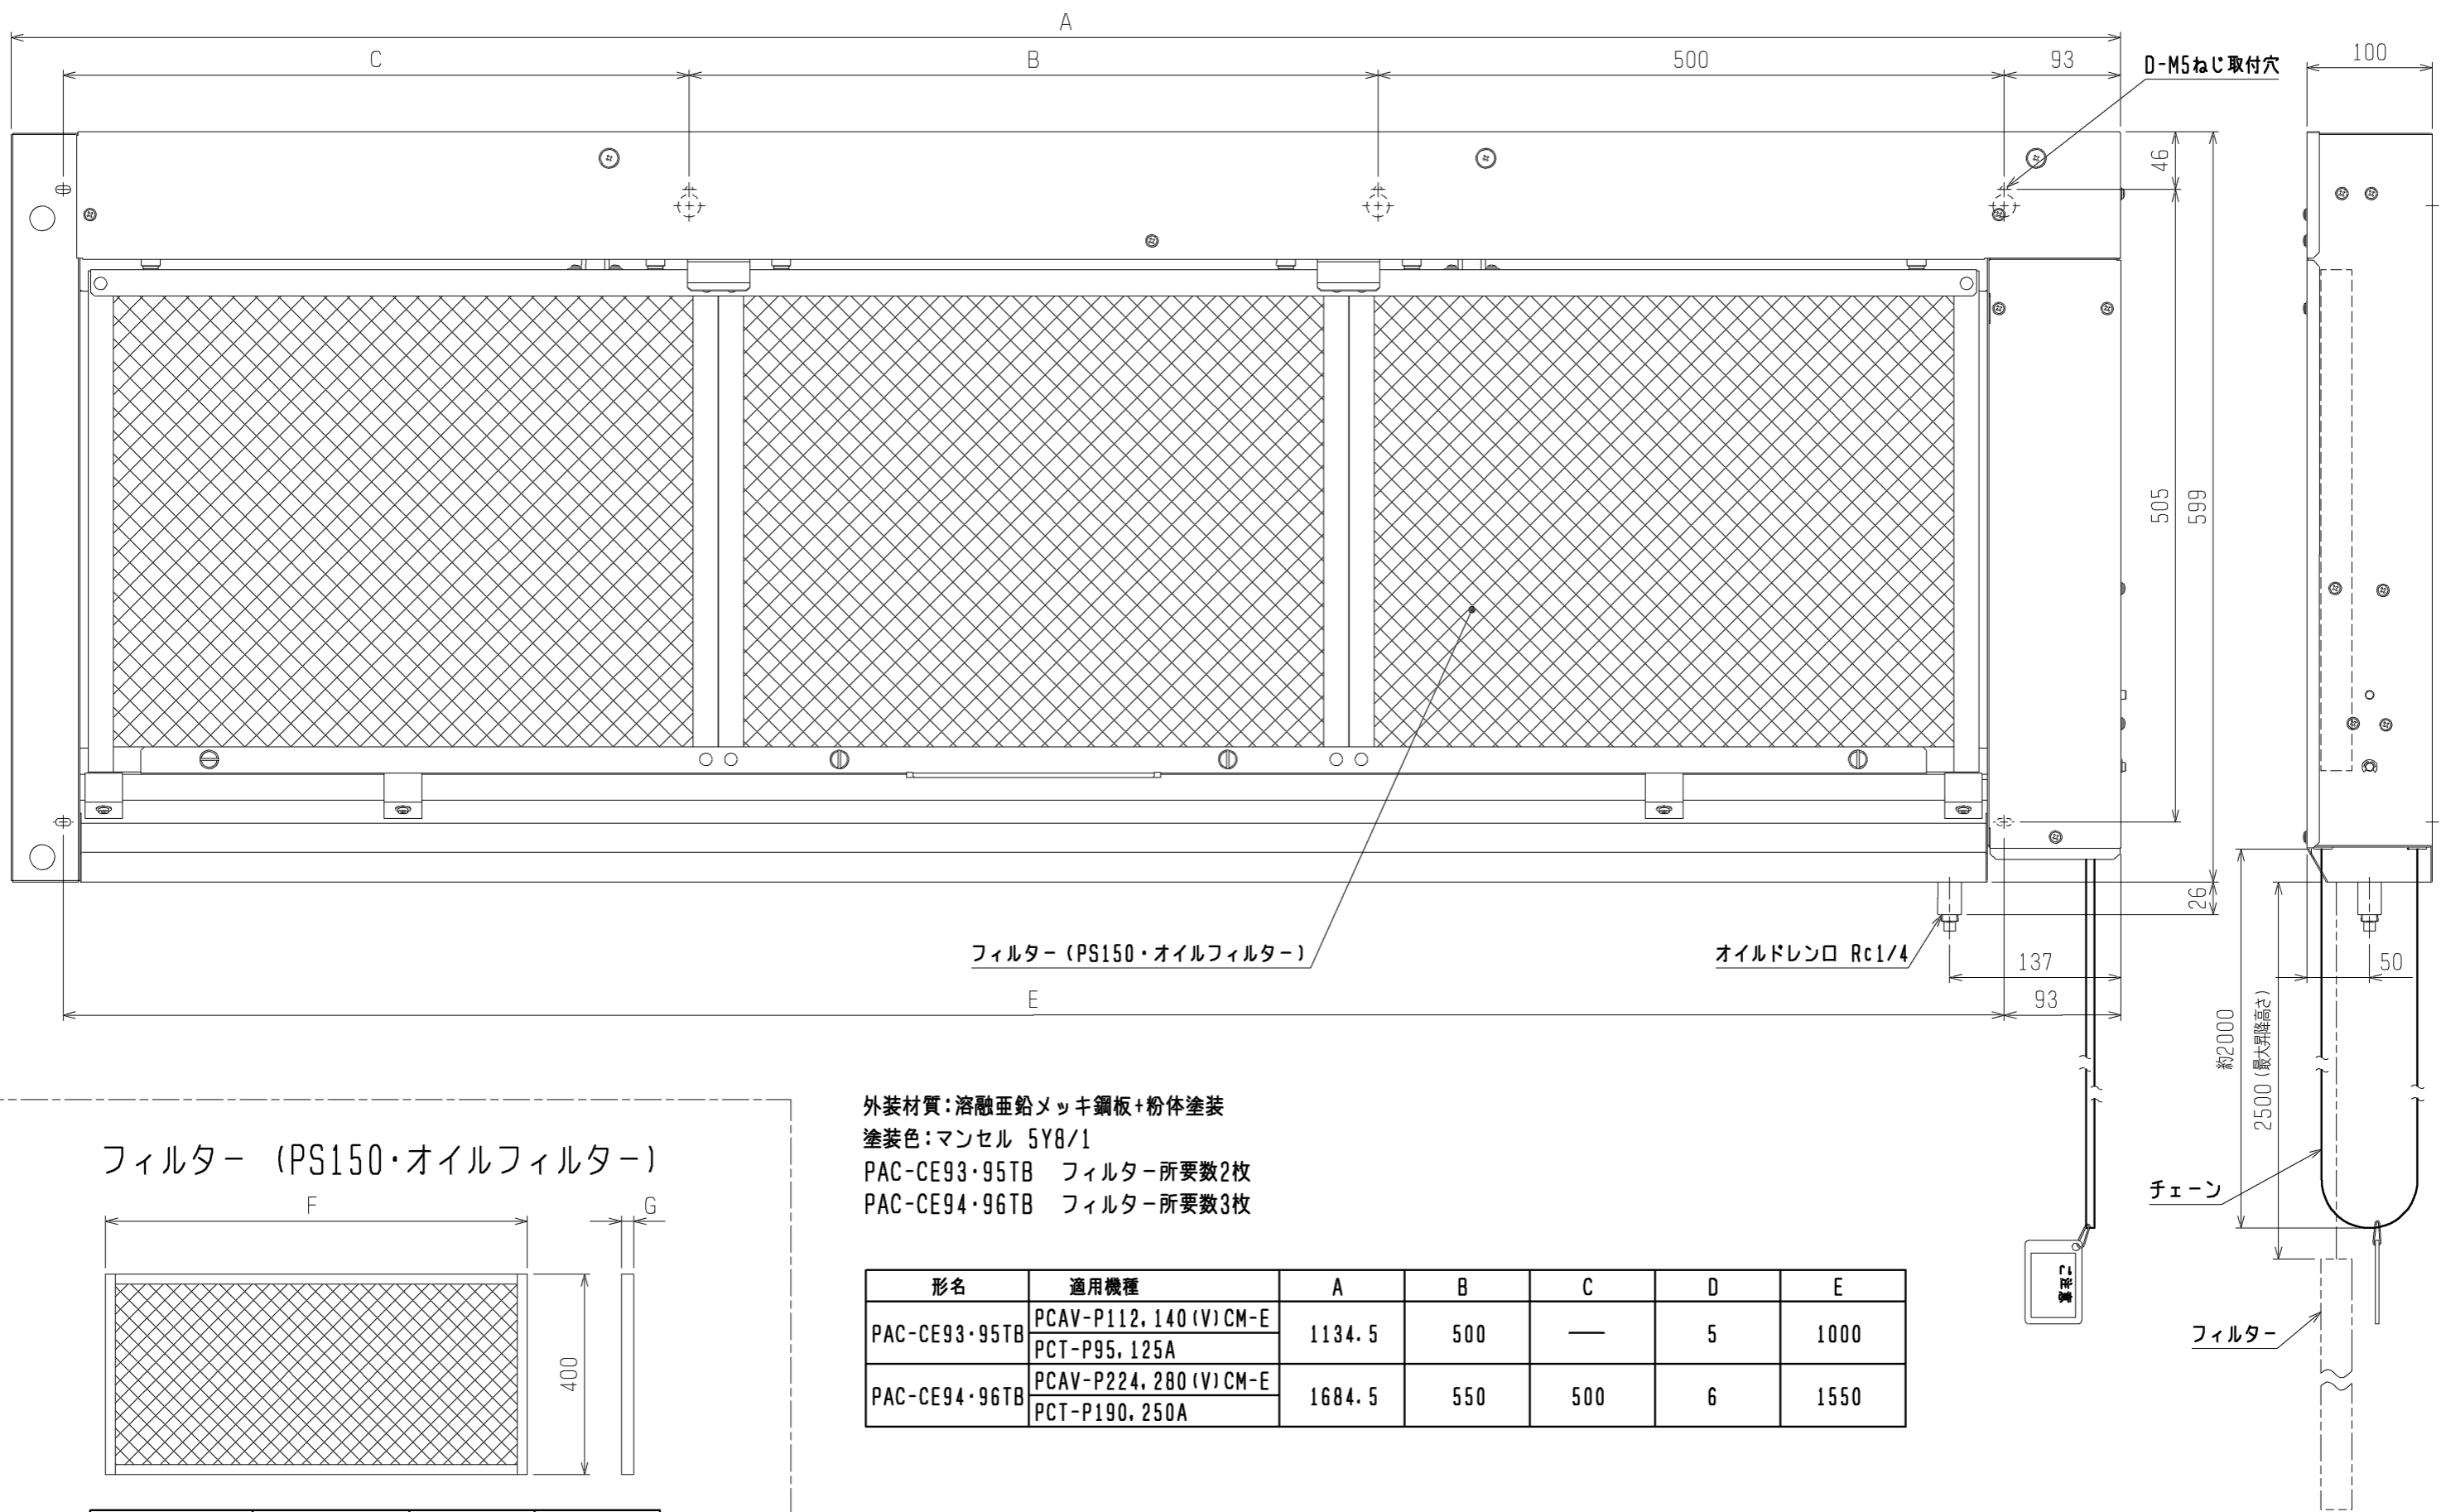 A
C
B
500
93
D-M5ねじ取付穴
100
46
505
599
26
フィルター(PS150・オイルフィルター)
オイルドレン口 Rc1/4
137
50
E
93
約2000
2500(最大昇降高さ)
外装材質:溶融亜鉛メッキ鋼板+粉体塗装
塗装色:マンセル 5Y8/1
PAC-CE93・95TB フィルター所要数2枚
PAC-CE94・96TB フィルター所要数3枚
フィルター (PS150・オイルフィルター)
F
G
400
チェーン
ご注意
フィルター
形名 適用機種 A B C D E
PAC-CE93・95TB PCAV-P112,140(V)CM-E 1134.5 500 — 5 1000
PCT-P95,125A
PAC-CE94・96TB PCAV-P224,280(V)CM-E 1684.5 550 500 6 1550
PCT-P190,250A